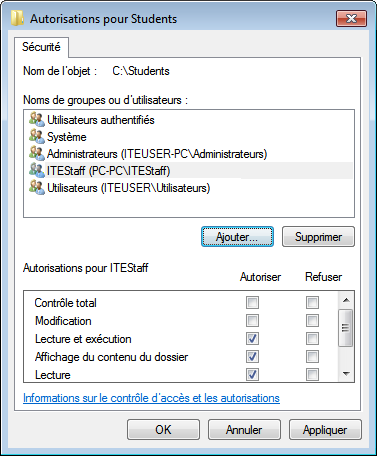 Autorisations pour Students
Sécurité
Nom de l'objet : C:\Students
Noms de groupes ou d'utilisateurs :
Utilisateurs authentifiés
Système
Administrateurs (ITEUSER-PC\Administrateurs)
ITEStaff (PC-PC\ITEStaff)
Utilisateurs (ITEUSER\Utilisateurs)
Ajouter... Supprimer
Autorisations pour ITEStaff Autoriser Refuser
Contrôle total
Modification
Lecture et exécution
Affichage du contenu du dossier
Lecture
Informations sur le contrôle d'accès et les autorisations
OK Annuler Appliquer